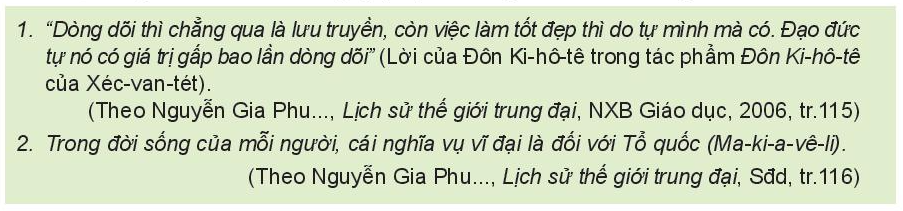 1. “Dòng dõi thì chẳng qua là lưu truyền, còn việc làm tốt đẹp thì do tự mình mà có. Đạo đức
tự nó có giá trị gấp bao lần dòng dõi” (Lời của Đôn Ki-hô-tê trong tác phẩm Đôn Ki-hô-tê
của Xéc-van-tét).
(Theo Nguyễn Gia Phu..., Lịch sử thế giới trung đại, NXB Giáo dục, 2006, tr.115)
2. Trong đời sống của mỗi người, cái nghĩa vụ vĩ đại là đối với Tổ quốc (Ma-ki-a-vê-li).
(Theo Nguyễn Gia Phu..., Lịch sử thế giới trung đại, Sđd, tr.116)